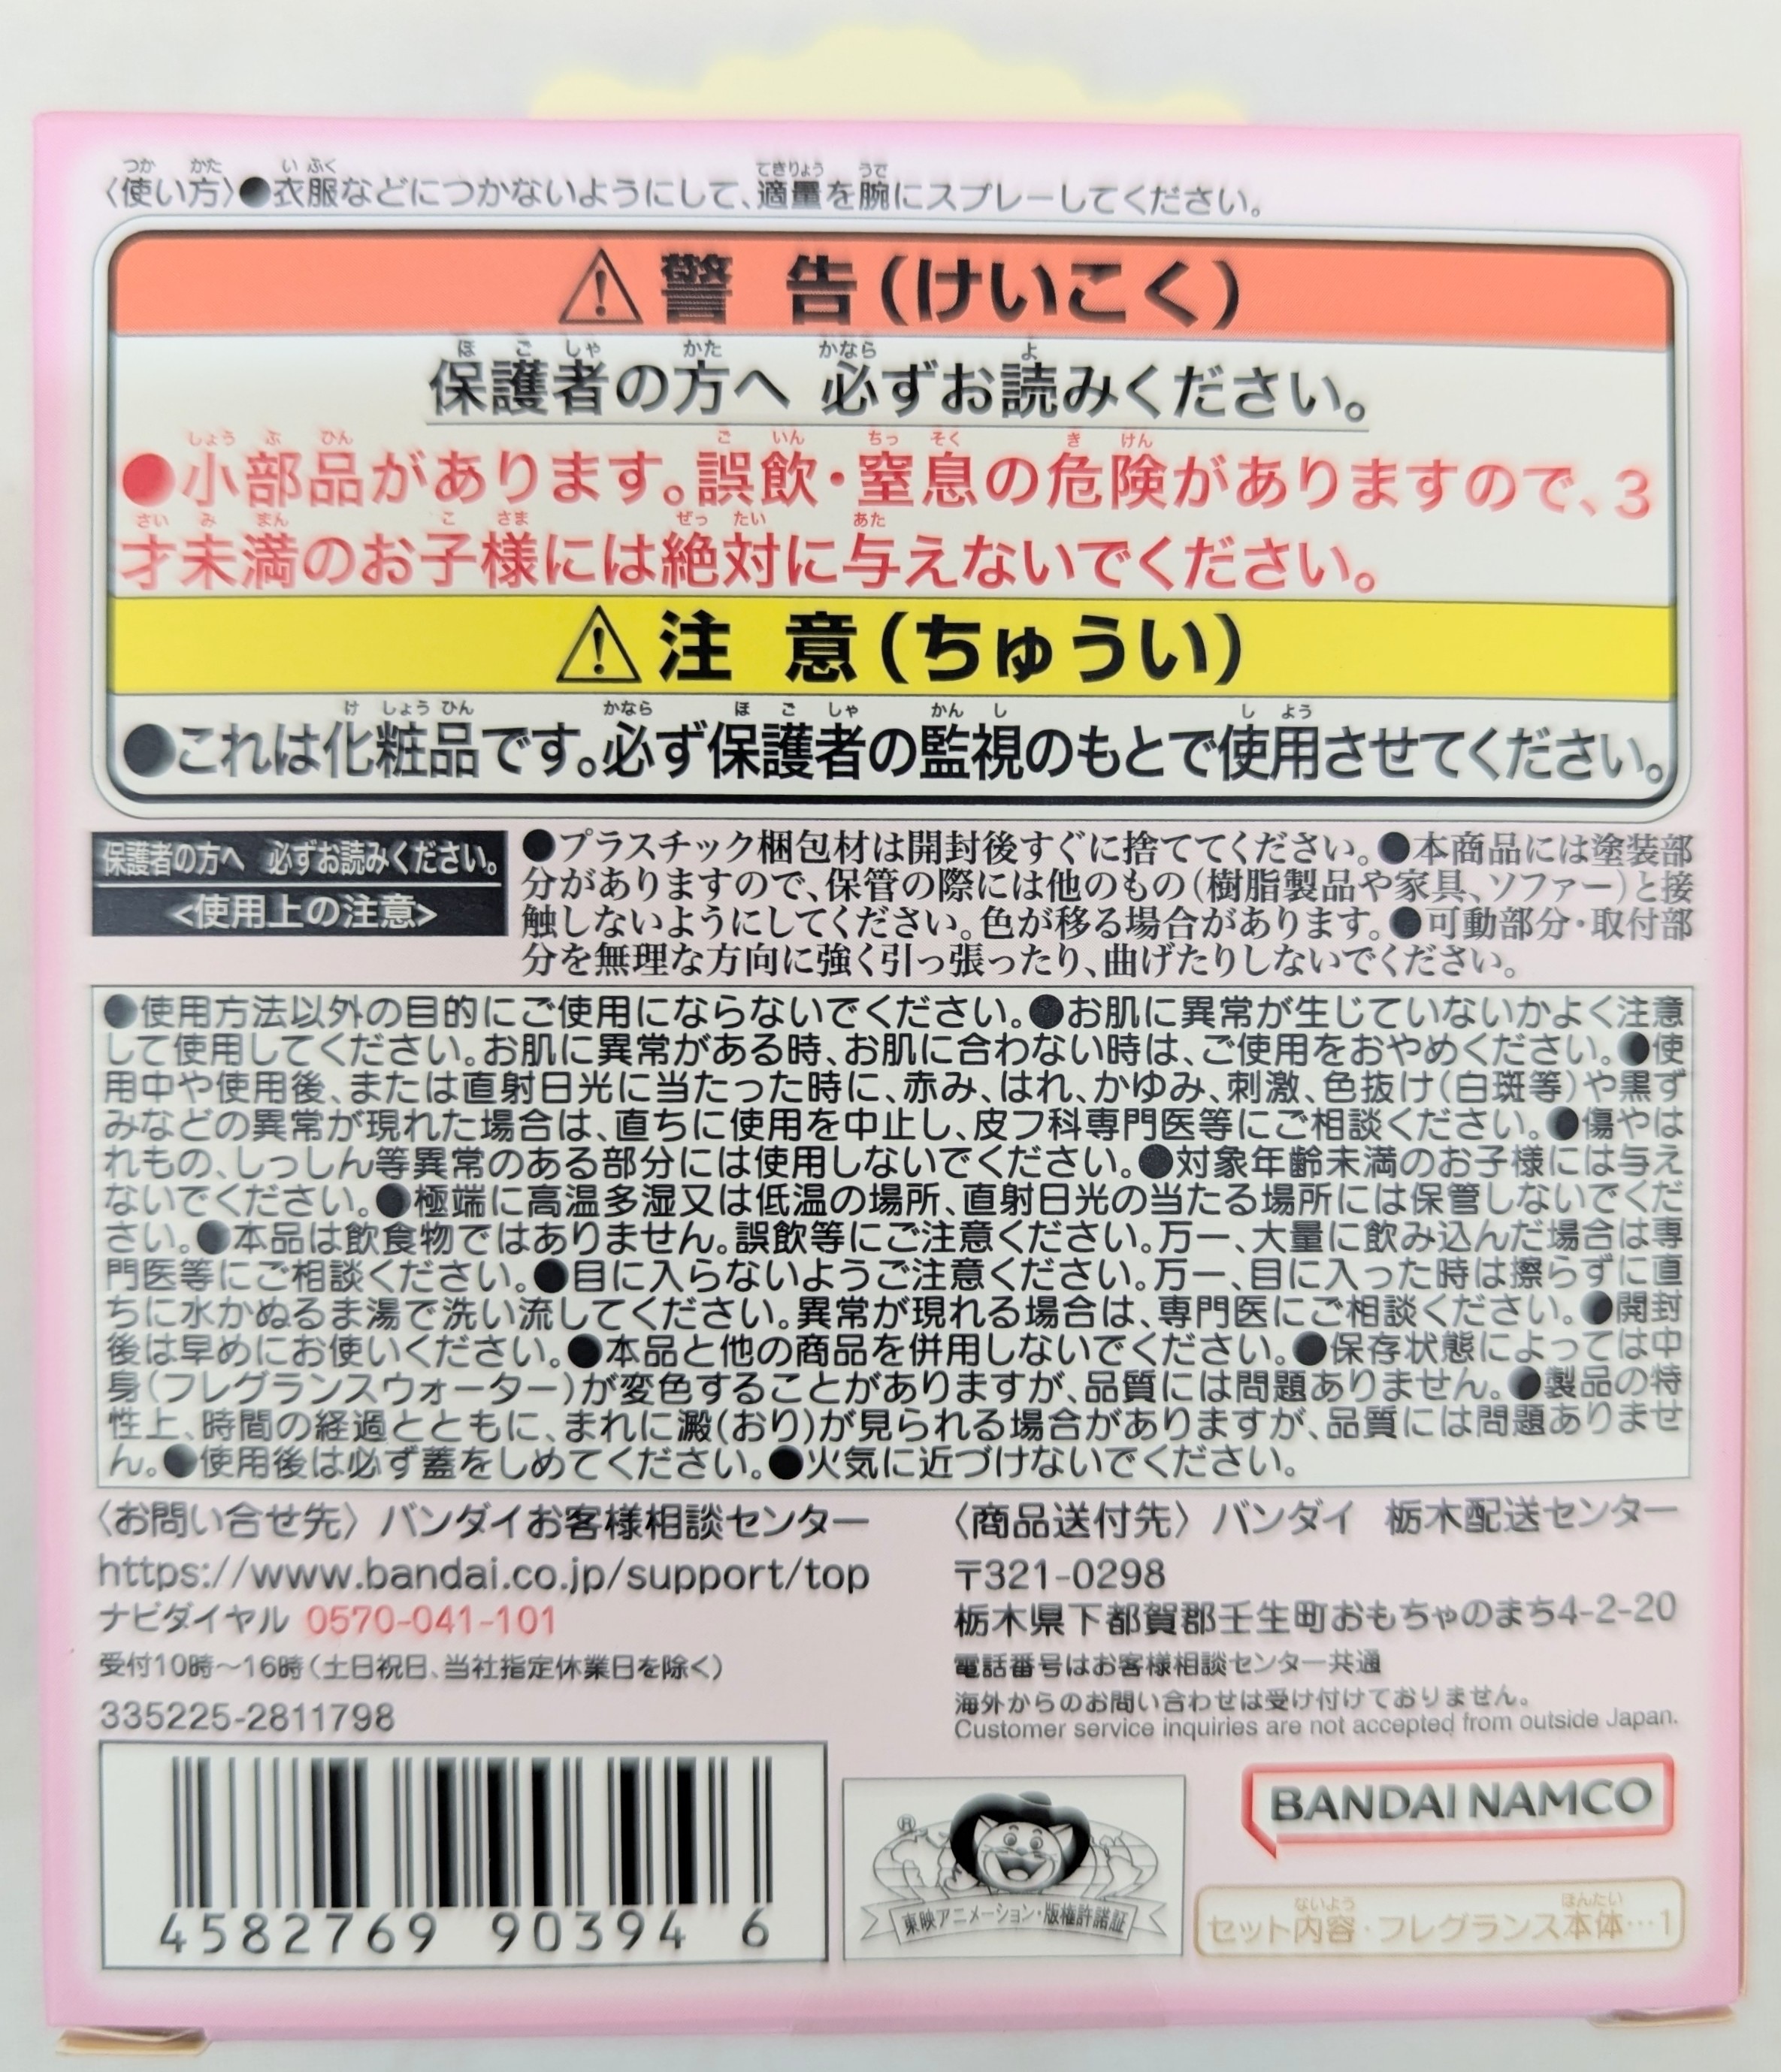 〈使い方〉●衣服などにつかないようにして、適量を腕にスプレーしてください。
警 告(けいこく)
保護者の方へ 必ずお読みください。
●小部品があります。誤飲・窒息の危険がありますので、3
才未満のお子様には絶対に与えないでください。
注 意(ちゅうい)
●これは化粧品です。必ず保護者の監視のもとで使用させてください。
保護者の方へ 必ずお読みください。
<使用上の注意>
●プラスチック梱包材は開封後すぐに捨ててください。●本商品には塗装部
分がありますので、保管の際には他のもの(樹脂製品や家具、ソファー)と接
触しないようにしてください。色が移る場合があります。●可動部分・取付部
分を無理な方向に強く引っ張ったり、曲げたりしないでください。
●使用方法以外の目的にご使用にならないでください。●お肌に異常が生じていないかよく注意
して使用してください。お肌に異常がある時、お肌に合わない時は、ご使用をおやめください。●使
用中や使用後、または直射日光に当たった時に、赤み、はれ、かゆみ、刺激、色抜け(白斑等)や黒ず
みなどの異常が現れた場合は、直ちに使用を中止し、皮フ科専門医等にご相談ください。●傷やは
れもの、しっしん等異常のある部分には使用しないでください。●対象年齢未満のお子様には与え
ないでください。●極端に高温多湿又は低温の場所、直射日光の当たる場所には保管しないでくだ
さい。●本品は飲食物ではありません。誤飲等にご注意ください。万一、大量に飲み込んだ場合は専
門医等にご相談ください。●目に入らないようご注意ください。万一、目に入った時は擦らずに直
ちに水かぬるま湯で洗い流してください。異常が現れる場合は、専門医にご相談ください。●開封
後は早めにお使いください。●本品と他の商品を併用しないでください。●保存状態によっては中
身(フレグランスウォーター)が変色することがありますが、品質には問題ありません。●製品の特
性上、時間の経過とともに、まれに澱(おり)が見られる場合がありますが、品質には問題ありませ
ん。●使用後は必ず蓋をしめてください。●火気に近づけないでください。
〈お問い合せ先〉バンダイお客様相談センター
https://www.bandai.co.jp/support/top
ナビダイヤル 0570-041-101
受付10時〜16時(土日祝日、当社指定休業日を除く)
335225-2811798
〈商品送付先〉バンダイ 栃木配送センター
〒321-0298
栃木県下都賀郡壬生町おもちゃのまち4-2-20
電話番号はお客様相談センター共通
海外からのお問い合わせは受け付けておりません。
Customer service inquiries are not accepted from outside Japan.
4582769 90394 6
®
東映アニメーション・版権許諾証
BANDAI NAMCO
セット内容・フレグランス本体…1